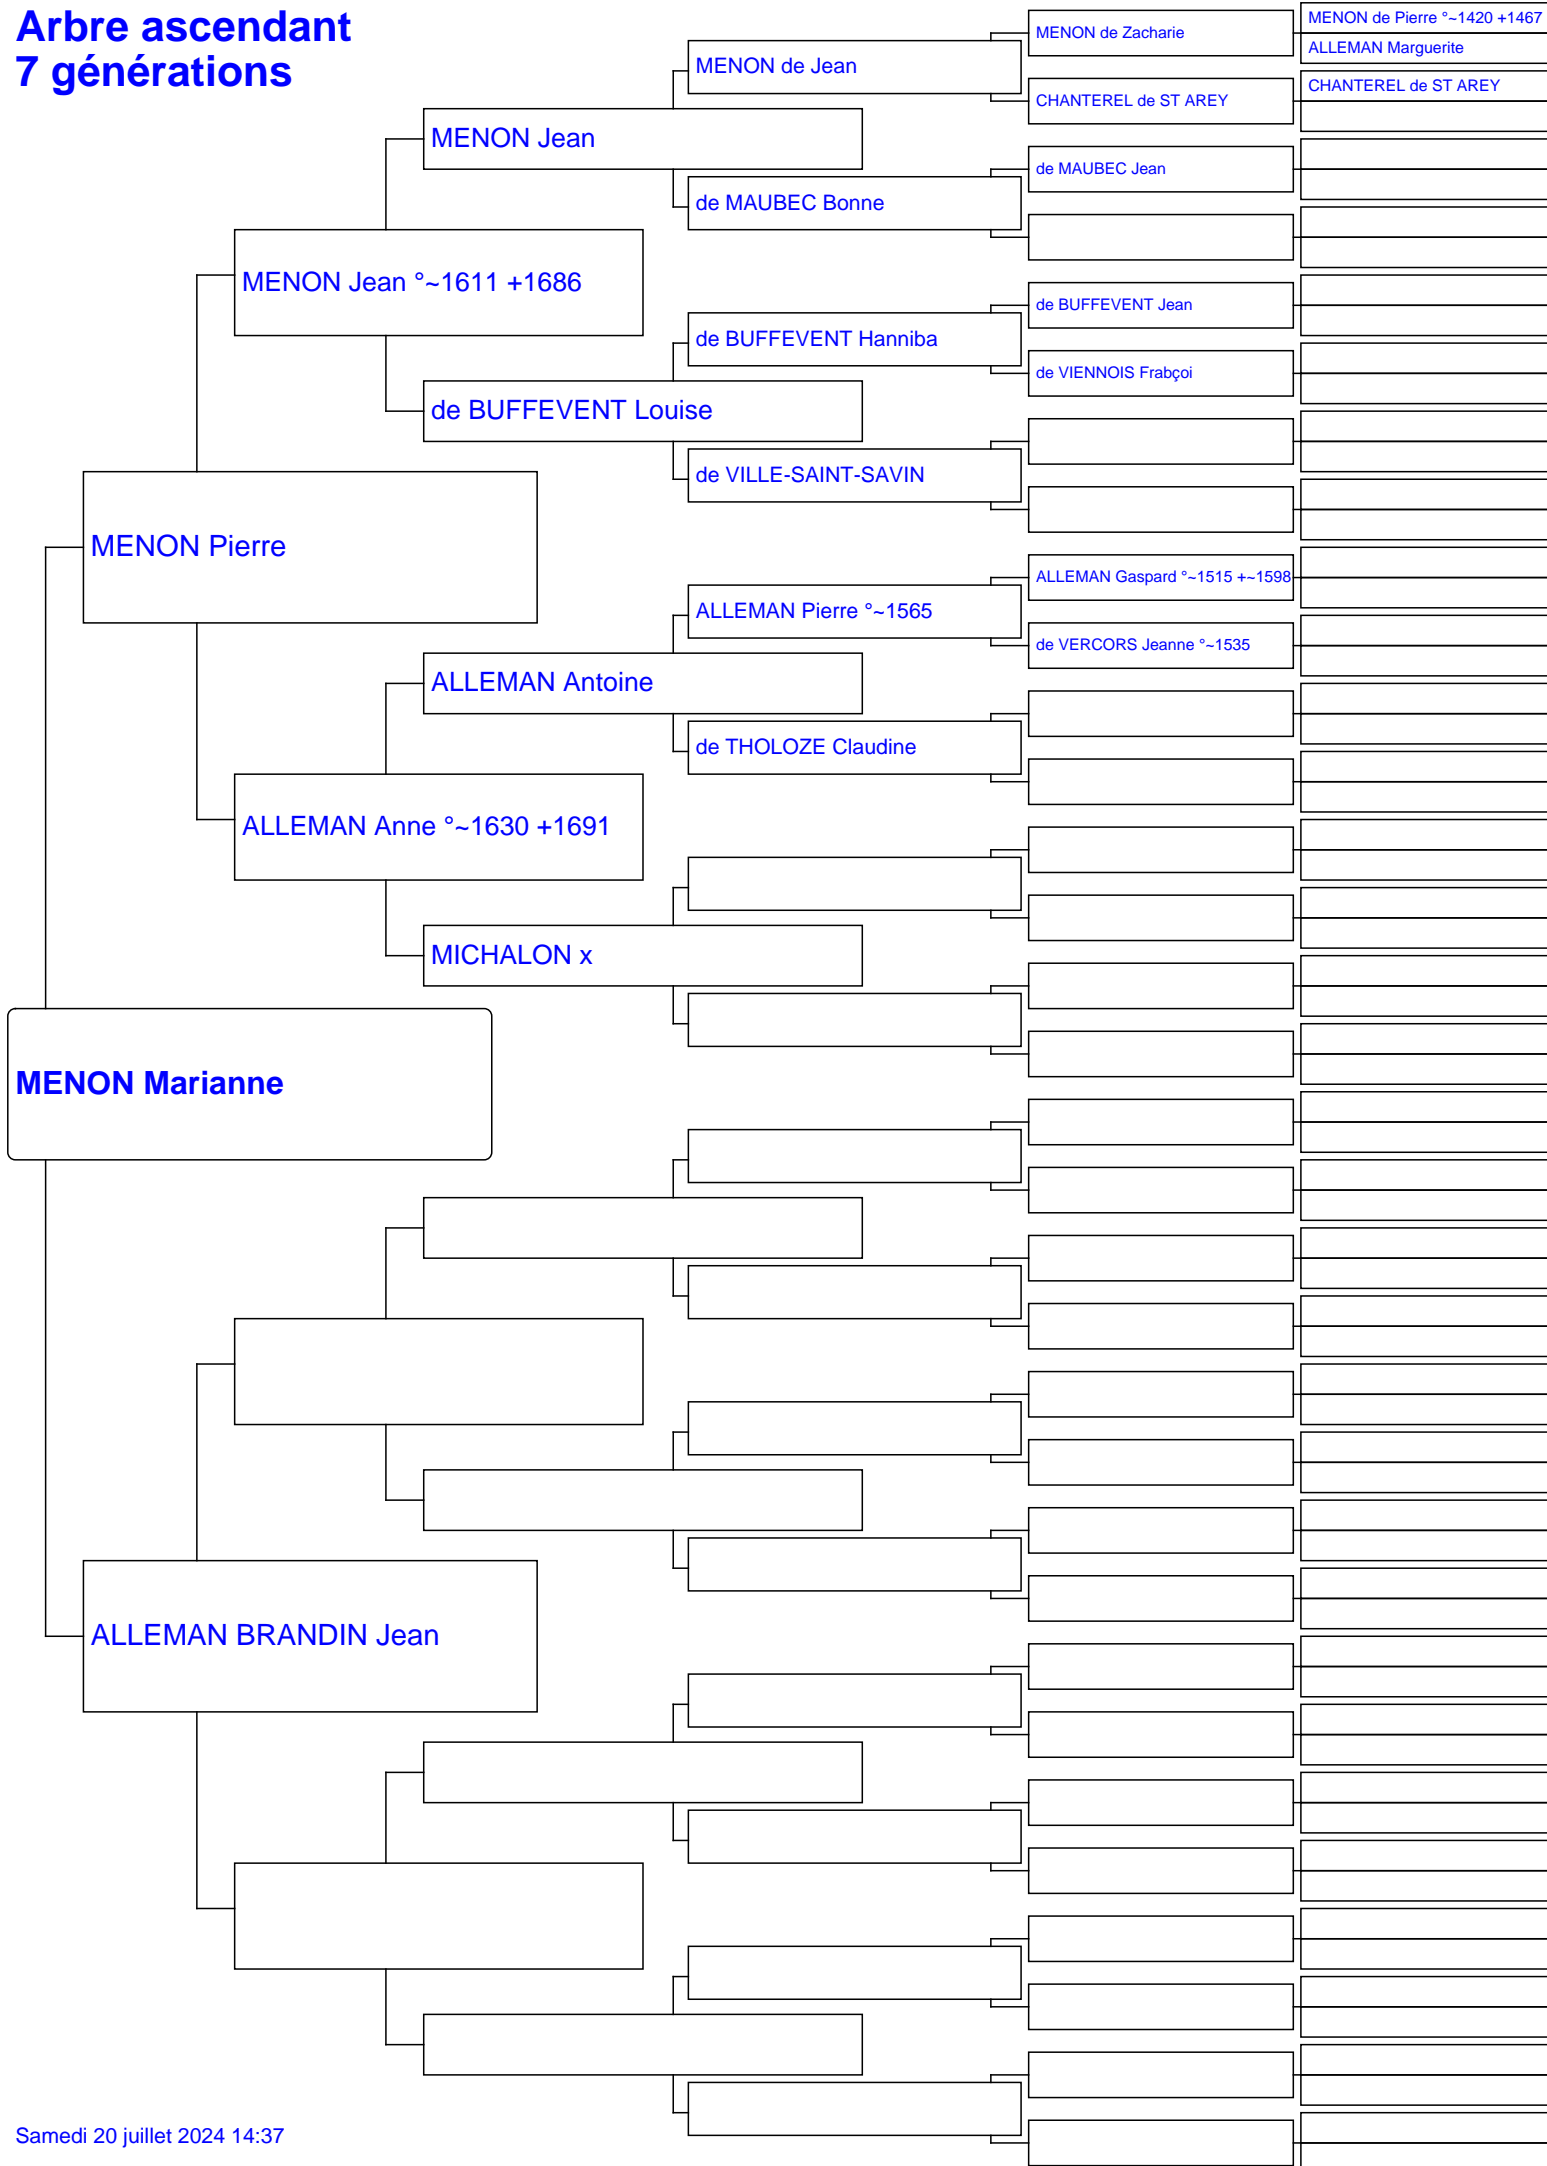 Arbre ascendant
7 générations
MENON de Zacharie
MENON de Pierre °~1420 +1467
ALLEMAN Marguerite
MENON de Jean
CHANTEREL de ST AREY
CHANTEREL de ST AREY
MENON Jean
de MAUBEC Jean
de MAUBEC Bonne
MENON Jean °~1611 +1686
de BUFFEVENT Jean
de BUFFEVENT Hanniba
de VIENNOIS Frabçoi
de BUFFEVENT Louise
de VILLE-SAINT-SAVIN
MENON Pierre
ALLEMAN Gaspard °~1515 +~1598
ALLEMAN Pierre °~1565
de VERCORS Jeanne °~1535
ALLEMAN Antoine
de THOLOZE Claudine
ALLEMAN Anne °~1630 +1691
MICHALON x
MENON Marianne
ALLEMAN BRANDIN Jean
Samedi 20 juillet 2024 14:37